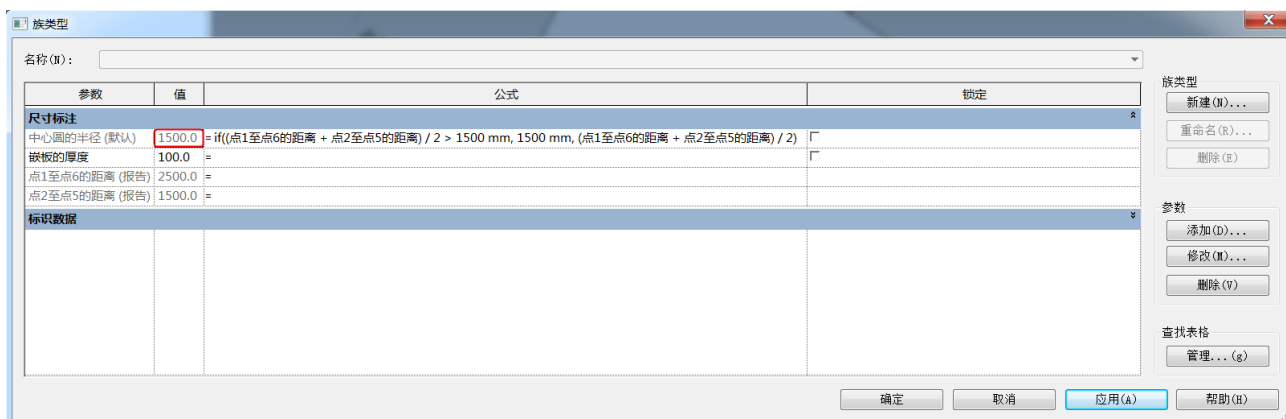 族类型
名称(N):
参数 值 公式 锁定
尺寸标注
中心圆的半径 (默认) 1500.0 = if((点1至点6的距离 + 点2至点5的距离) / 2 > 1500 mm, 1500 mm, (点1至点6的距离 + 点2至点5的距离) / 2)
嵌板的厚度 100.0 =
点1至点6的距离 (报告) 2500.0 =
点2至点5的距离 (报告) 1500.0 =
标识数据
族类型
新建(N)...
重命名(R)...
删除(E)
参数
添加(D)...
修改(M)...
删除(V)
查找表格
管理...(g)
确定 取消 应用(A) 帮助(H)